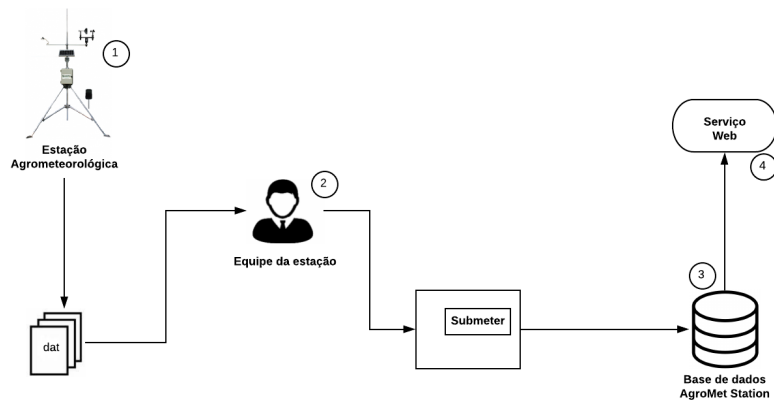 1
Estação
Agrometeorológica
2
Equipe da estação
dat
Submeter
3
Base de dados
AgroMet Station
Serviço
Web
4